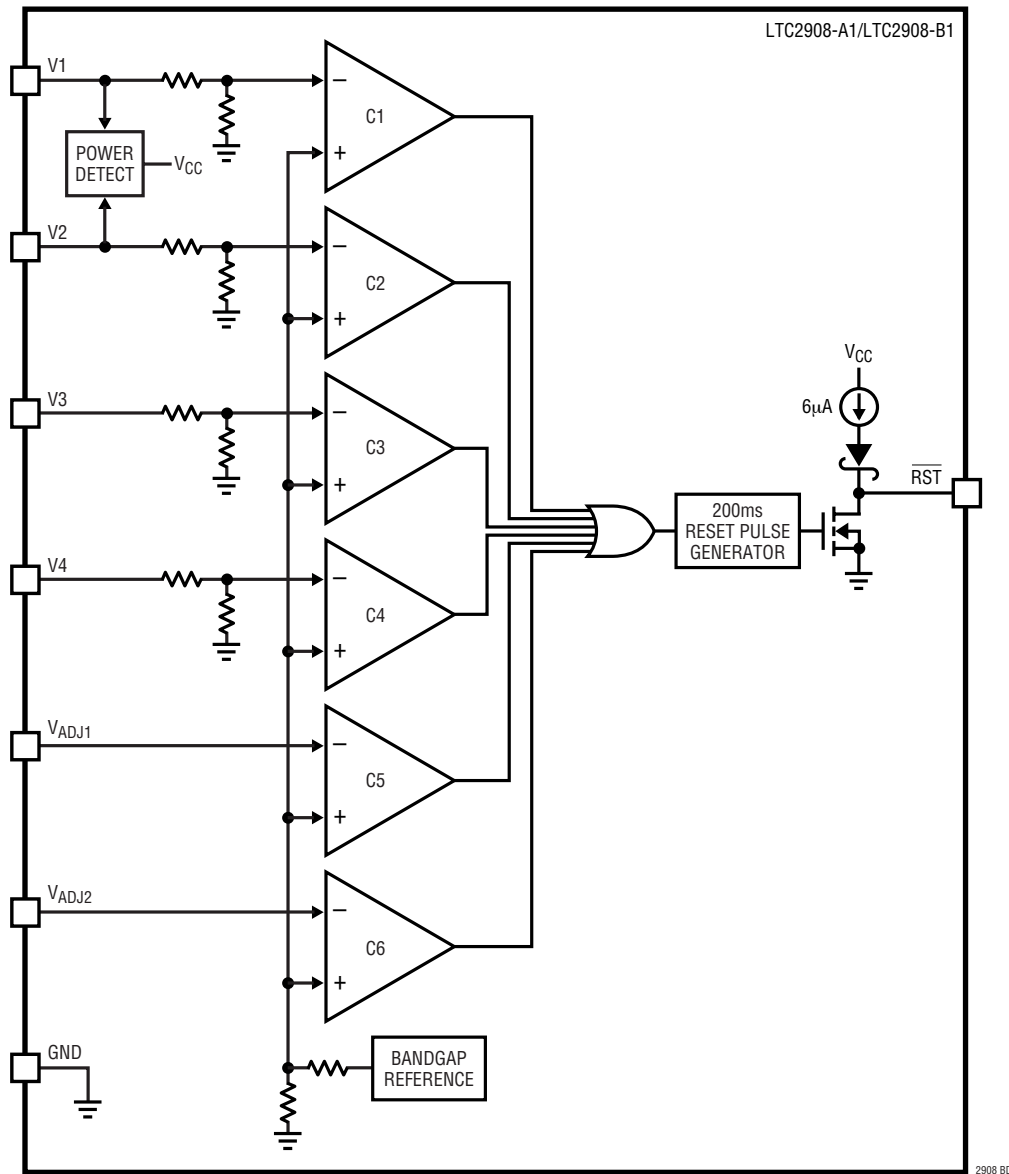 LTC2908-A1/LTC2908-B1
V1
−
C1
+
POWER
DETECT
VCC
V2
−
C2
+
V3
−
C3
+
V4
−
C4
+
VADJ1
−
C5
+
VADJ2
−
C6
+
GND
BANDGAP
REFERENCE
200ms
RESET PULSE
GENERATOR
VCC
6μA
RST
2908 BD